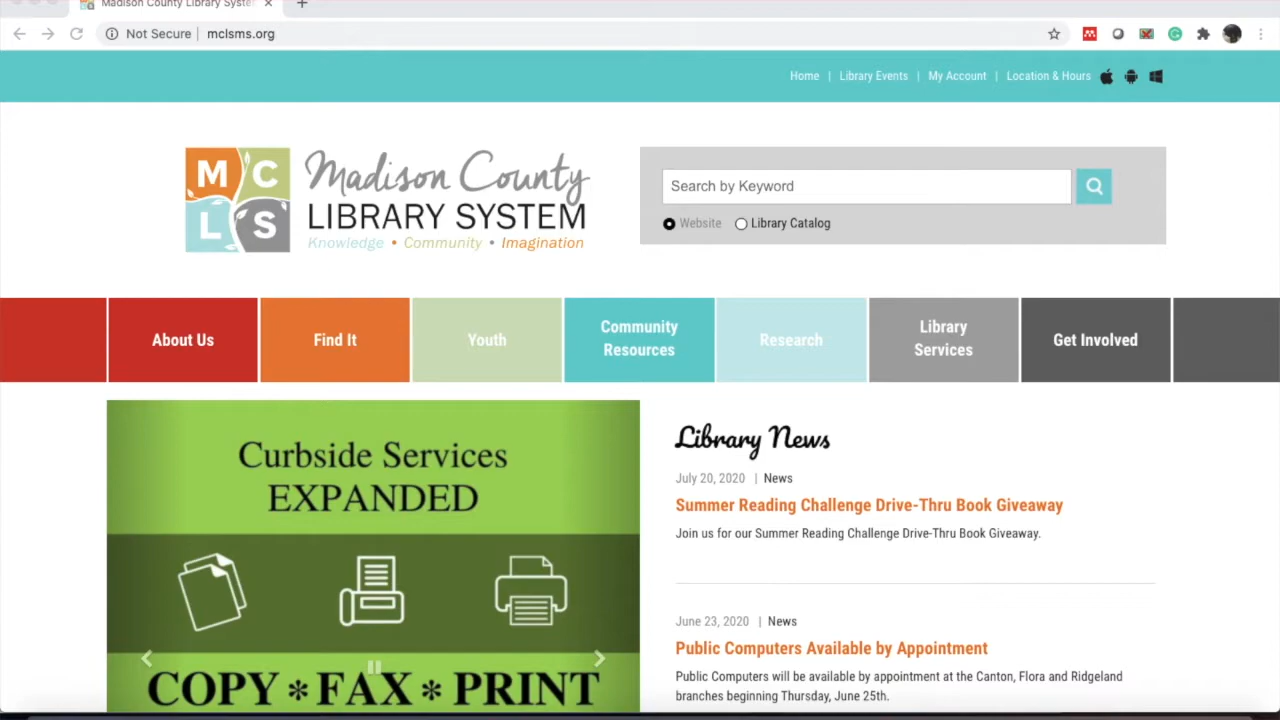 Madison County Library Syste
Not Secure | mclsms.org
Home | Library Events | My Account | Location & Hours
M C L S
Madison County
LIBRARY SYSTEM
Knowledge • Community • Imagination
Search by Keyword
Website Library Catalog
About Us
Find It
Youth
Community Resources
Research
Library Services
Get Involved
Curbside Services
EXPANDED
COPY * FAX * PRINT
Library News
July 20, 2020 | News
Summer Reading Challenge Drive-Thru Book Giveaway
Join us for our Summer Reading Challenge Drive-Thru Book Giveaway.
June 23, 2020 | News
Public Computers Available by Appointment
Public Computers will be available by appointment at the Canton, Flora and Ridgeland
branches beginning Thursday, June 25th.